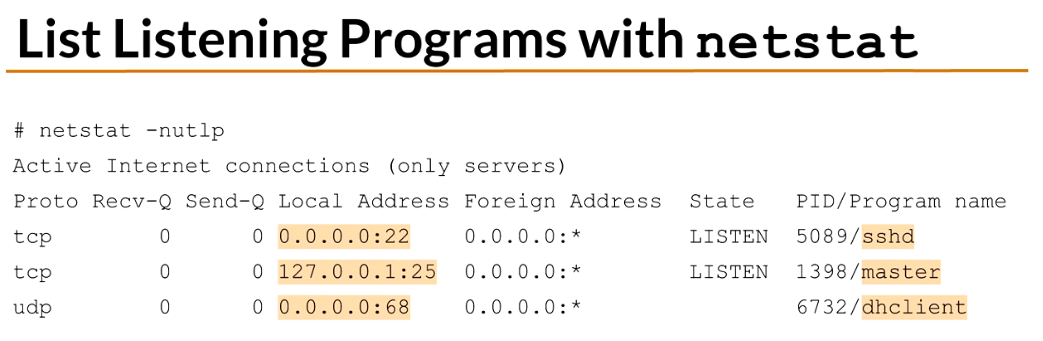 List Listening Programs with netstat
# netstat -nutlp
Active Internet connections (only servers)
Proto Recv-Q Send-Q Local Address Foreign Address State PID/Program name
tcp 0 0 0.0.0.0:22 0.0.0.0:* LISTEN 5089/sshd
tcp 0 0 127.0.0.1:25 0.0.0.0:* LISTEN 1398/master
udp 0 0 0.0.0.0:68 0.0.0.0:* 6732/dhclient